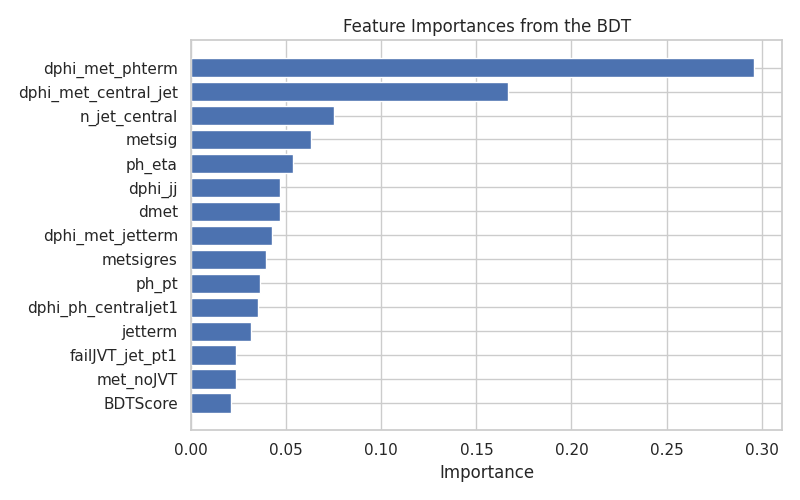 Feature Importances from the BDT
dphi_met_phterm
dphi_met_central_jet
n_jet_central
metsig
ph_eta
dphi_jj
dmet
dphi_met_jetterm
metsigres
ph_pt
dphi_ph_centraljet1
jetterm
failJVT_jet_pt1
met_noJVT
BDTScore
0.00 0.05 0.10 0.15 0.20 0.25 0.30
Importance